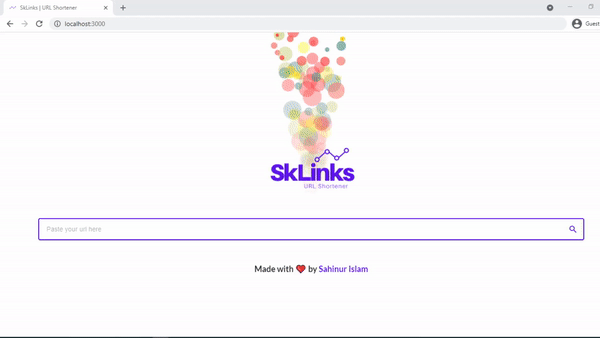 SkLinks | URL Shortener
localhost:3000
Guest
SkLinks
URL Shortener
Paste your url here
Made with ❤ by Sahinur Islam